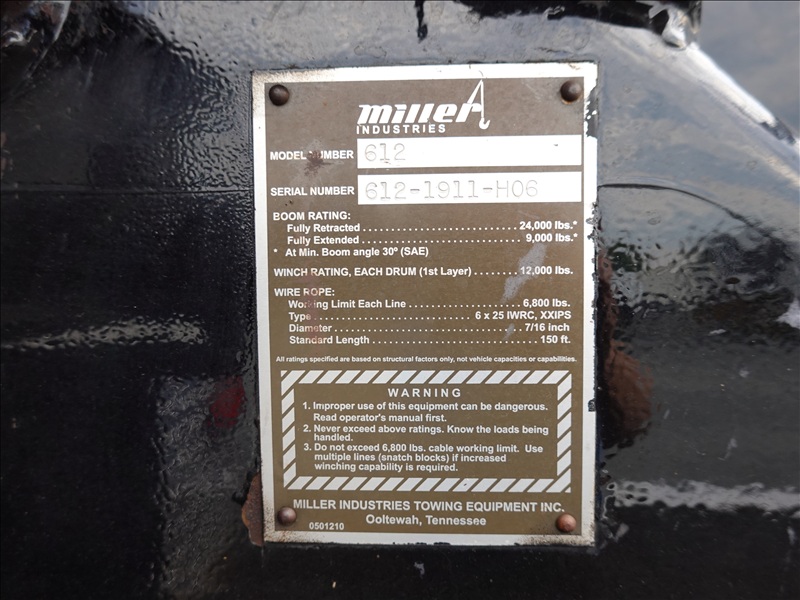 miller
INDUSTRIES
MODEL NUMBER 612
SERIAL NUMBER 612-1911-H06
BOOM RATING:
Fully Retracted ........................... 24,000 lbs.*
Fully Extended ............................ 9,000 lbs.*
* At Min. Boom angle 30º (SAE)
WINCH RATING, EACH DRUM (1st Layer) ........ 12,000 lbs.
WIRE ROPE:
Working Limit Each Line .................... 6,800 lbs.
Type ........................... 6 x 25 IWRC, XXIPS
Diameter .................................. 7/16 inch
Standard Length ............................ 150 ft.
All ratings specified are based on structural factors only, not vehicle capacities or capabilities.
WARNING
1. Improper use of this equipment can be dangerous.
Read operator's manual first.
2. Never exceed above ratings. Know the loads being
handled.
3. Do not exceed 6,800 lbs. cable working limit. Use
multiple lines (snatch blocks) if increased
winching capability is required.
MILLER INDUSTRIES TOWING EQUIPMENT INC.
Ooltewah, Tennessee
0501210